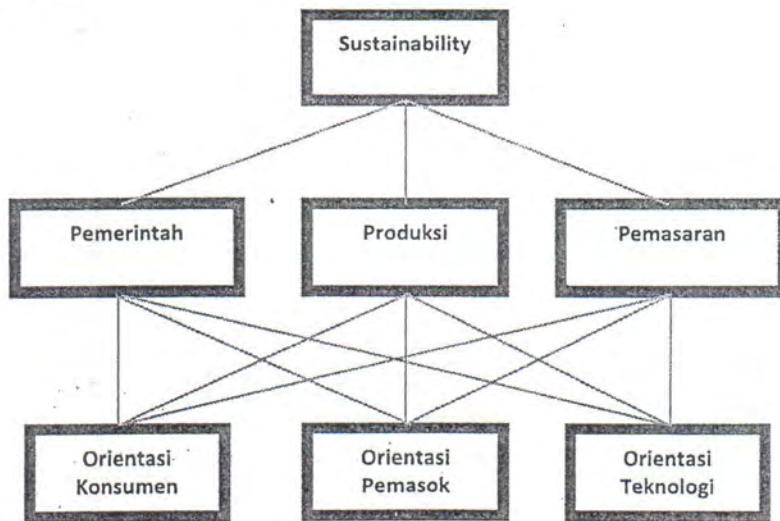 Sustainability
Pemerintah
Produksi
Pemasaran
Orientasi
Konsumen
Orientasi
Pemasok
Orientasi
Teknologi